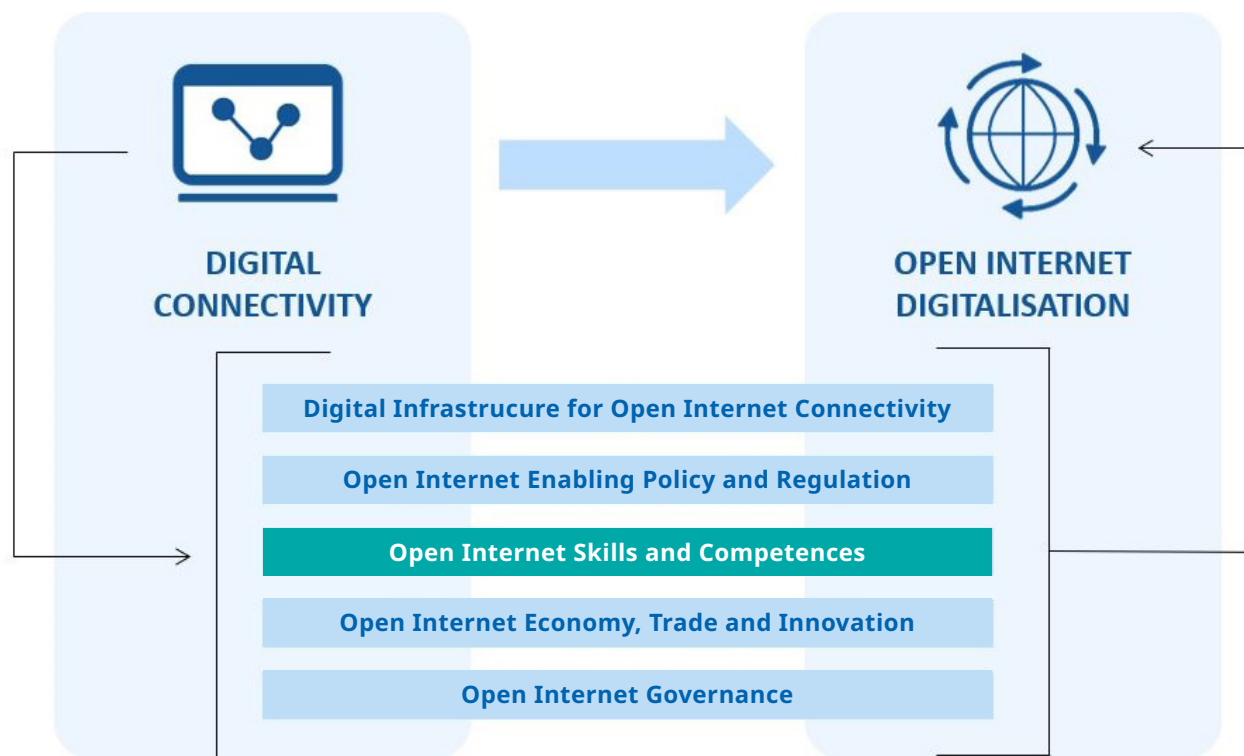 DIGITAL
CONNECTIVITY
OPEN INTERNET
DIGITALISATION
Digital Infrastrucure for Open Internet Connectivity
Open Internet Enabling Policy and Regulation
Open Internet Skills and Competences
Open Internet Economy, Trade and Innovation
Open Internet Governance